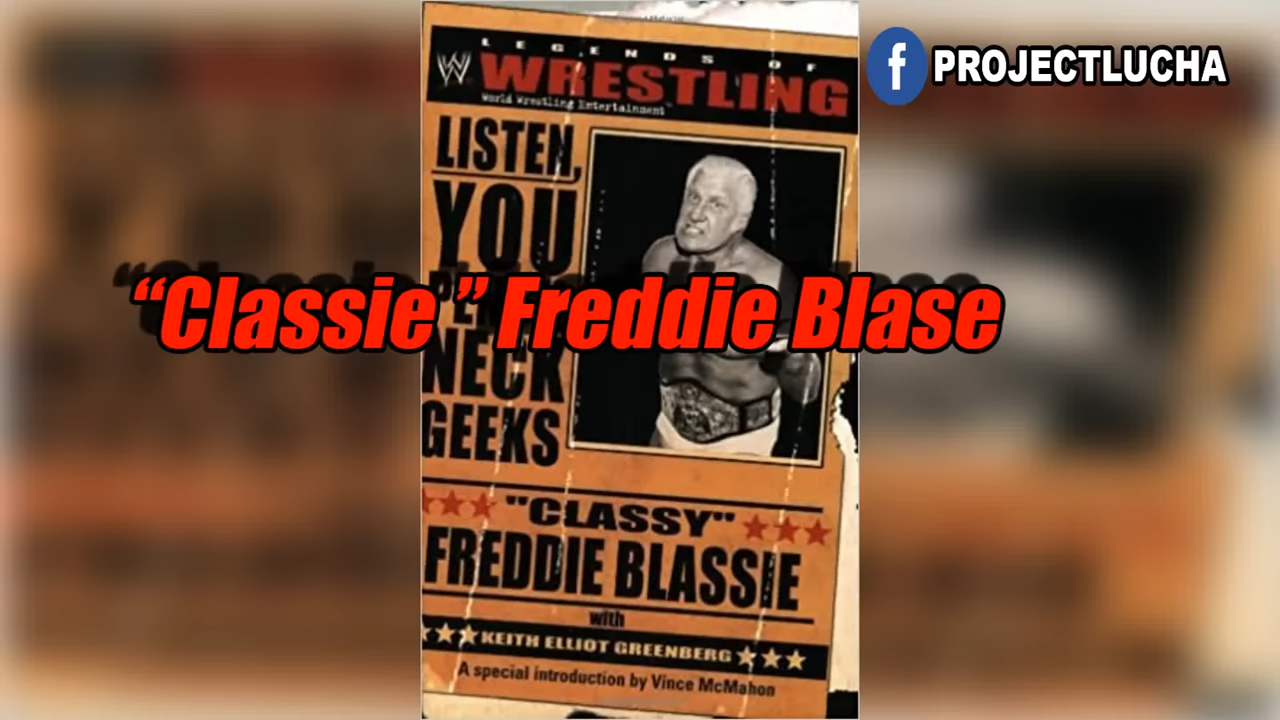 PROJECTLUCHA
LEGENDS OF
WRESTLING
World Wrestling Entertainment
LISTEN,
YOU
NECK
GEEKS
“Classie ” Freddie Blase
"CLASSY"
FREDDIE BLASSIE
with
KEITH ELLIOT GREENBERG
A special introduction by Vince McMahon